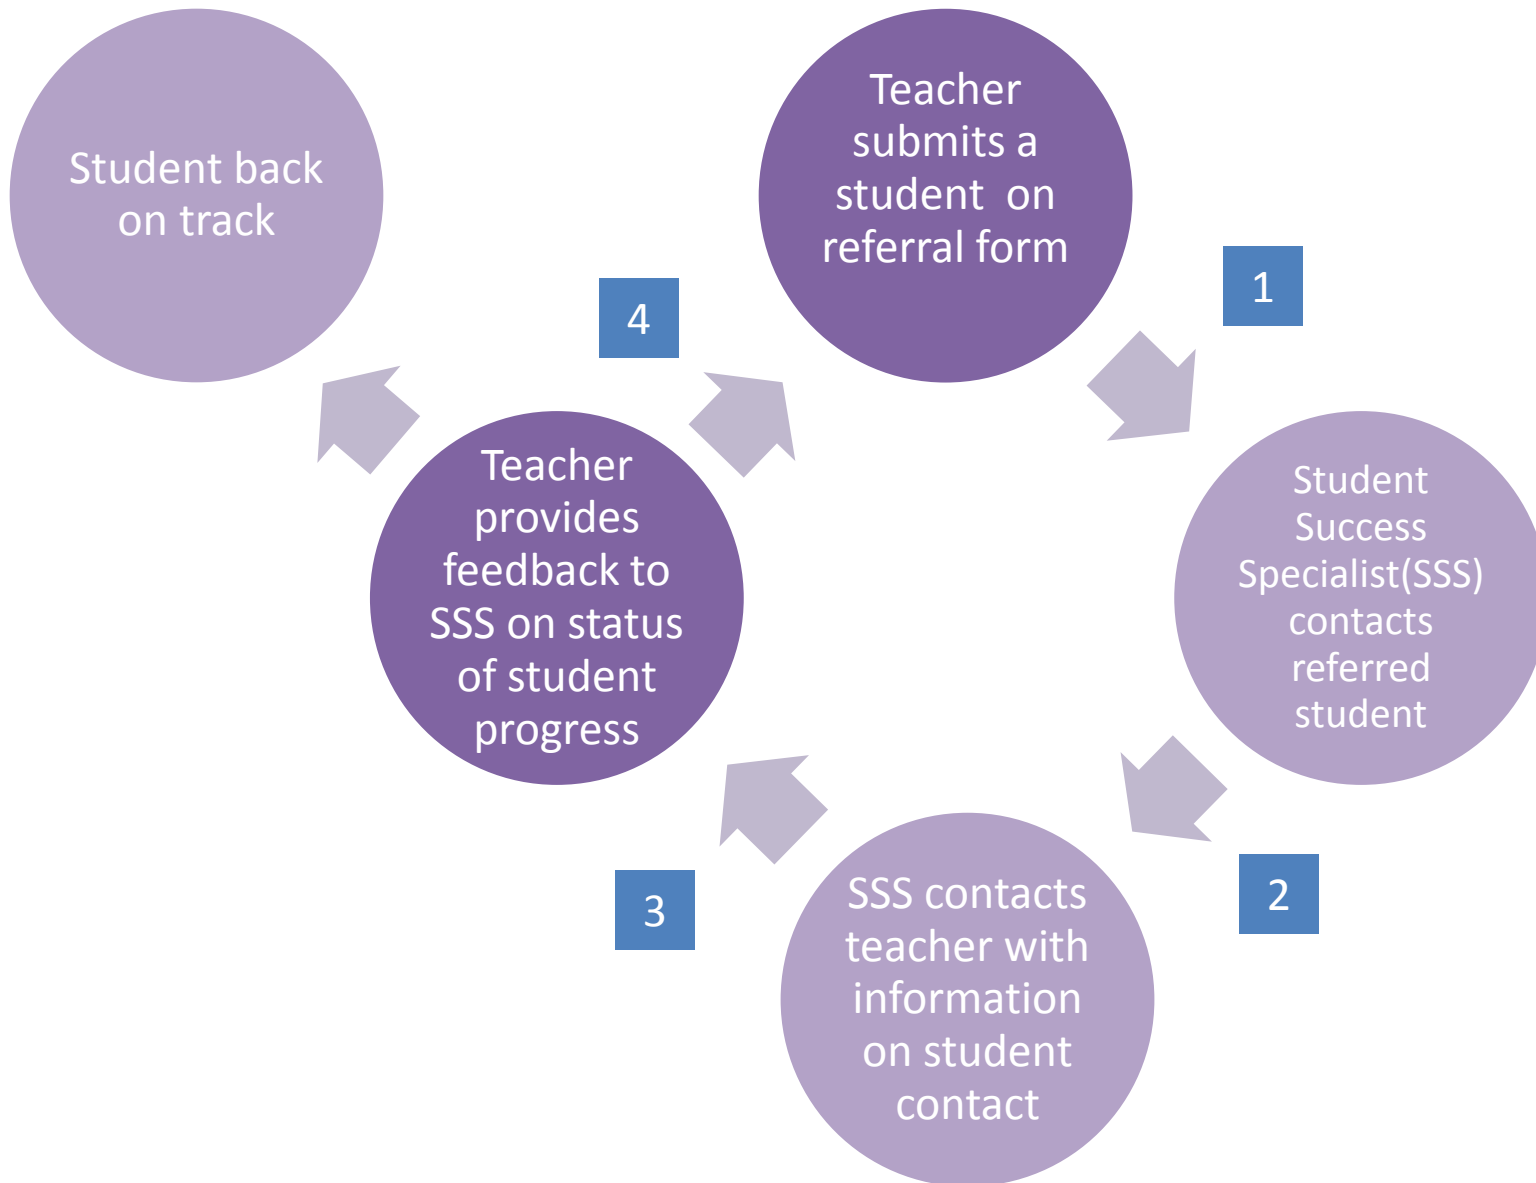 Student back
on track
Teacher
submits a
student  on
referral form
1
4
Teacher
provides
feedback to
SSS on status
of student
progress
Student
Success
Specialist(SSS)
contacts
referred
student
3
2
SSS contacts
teacher with
information
on student
contact